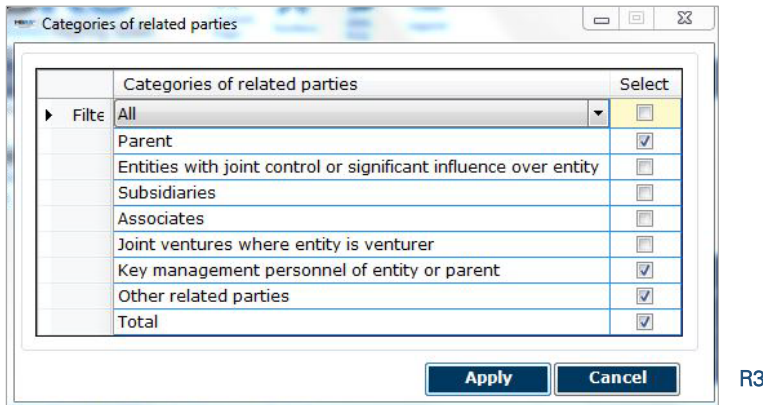 Categories of related parties
Categories of related parties Select
Filte All
Parent
Entities with joint control or significant influence over entity
Subsidiaries
Associates
Joint ventures where entity is venturer
Key management personnel of entity or parent
Other related parties
Total
Apply Cancel
R3